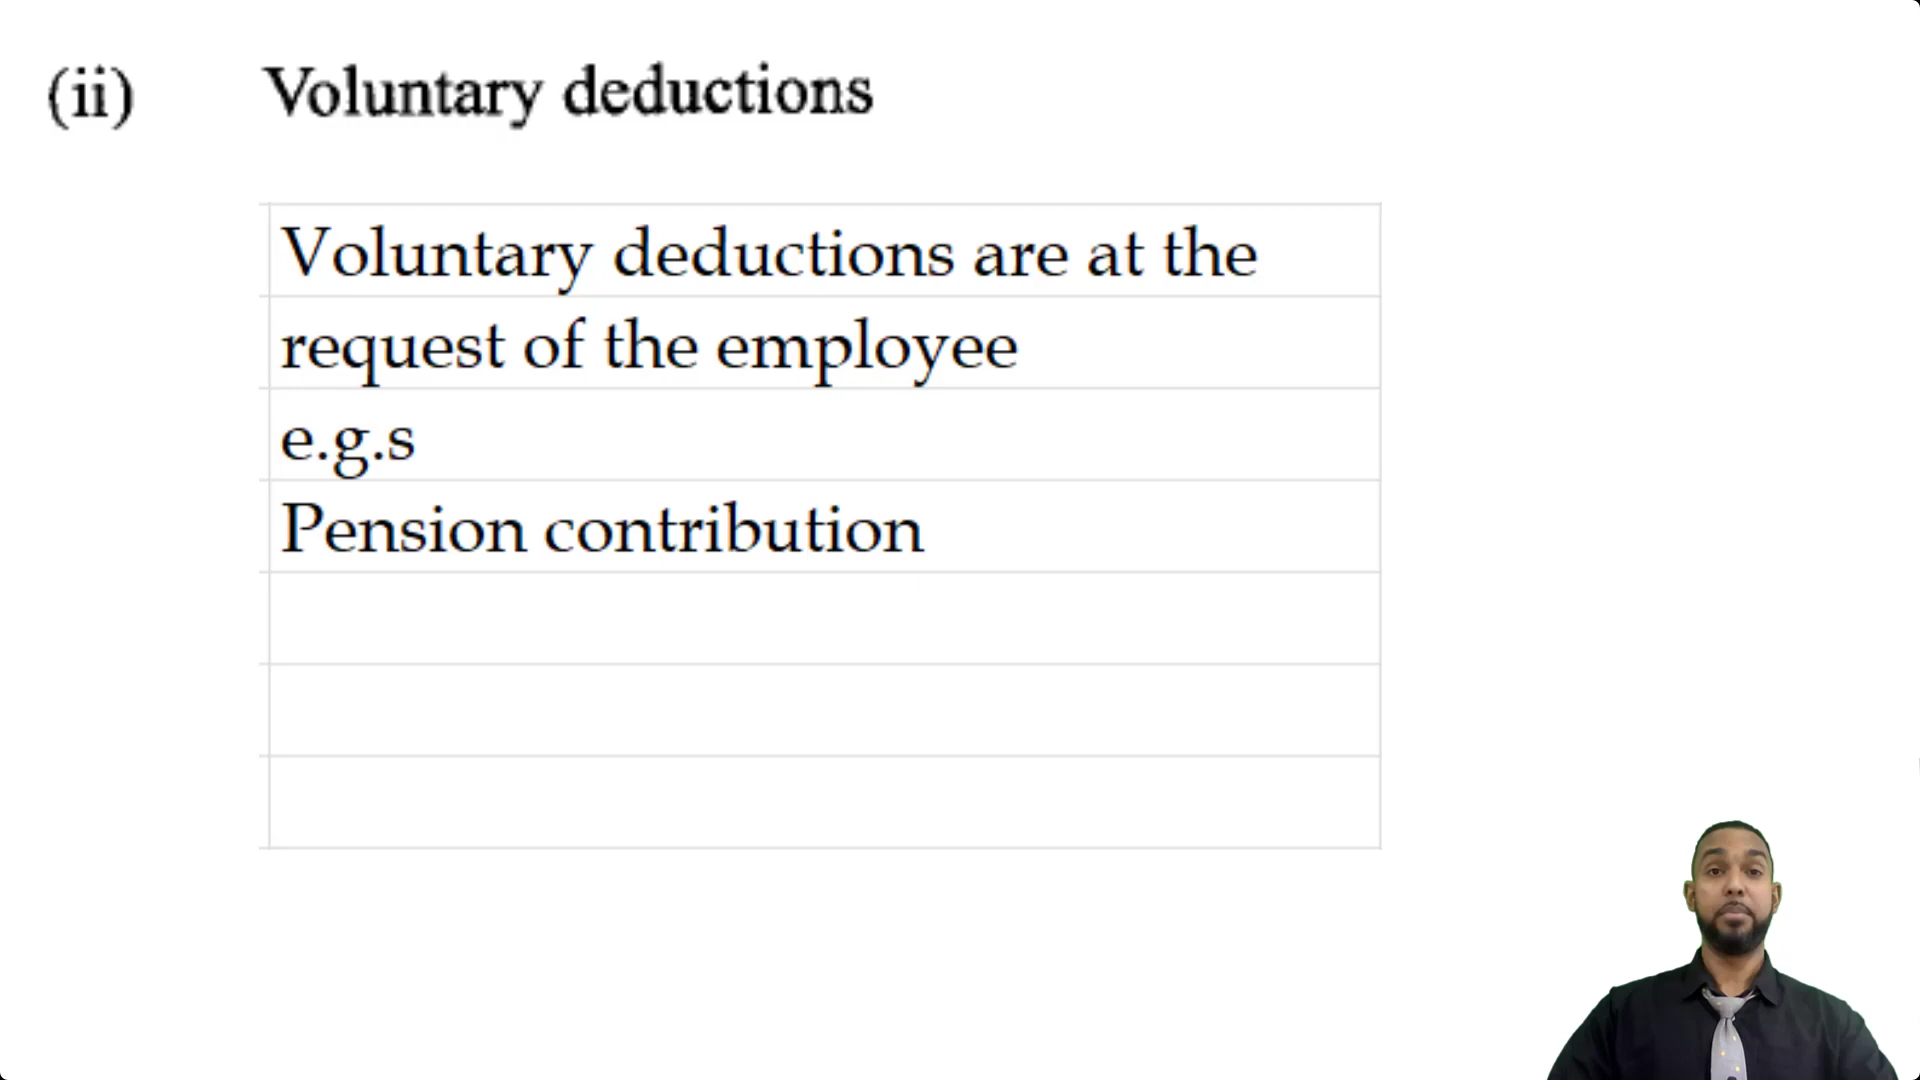 (ii) Voluntary deductions
Voluntary deductions are at the
request of the employee
e.g.s
Pension contribution